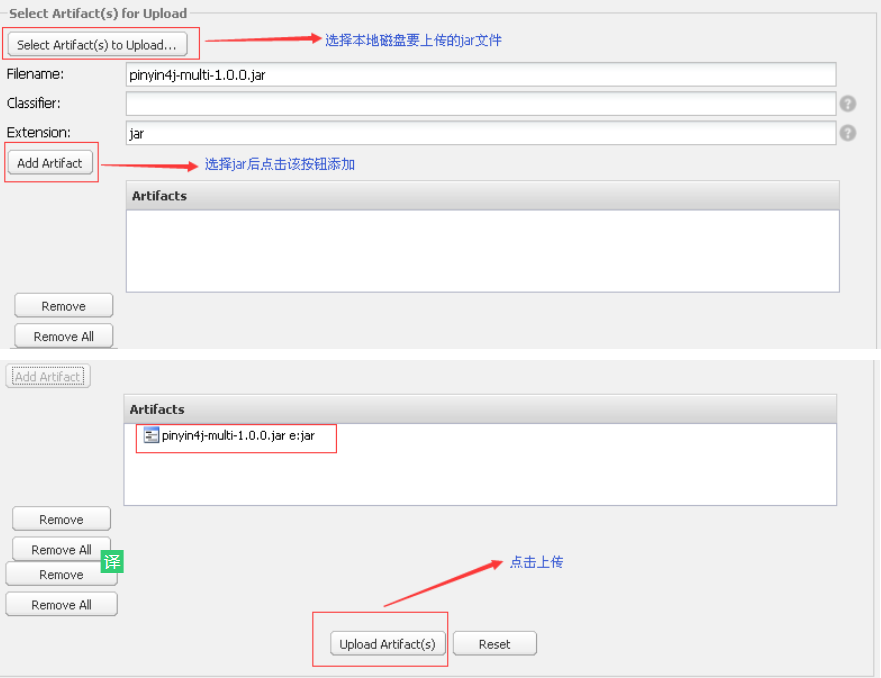 Select Artifact(s) for Upload
Select Artifact(s) to Upload...
选择本地磁盘要上传的jar文件
Filename:
pinyin4j-multi-1.0.0.jar
Classifier:
?
Extension:
jar
?
Add Artifact
选择jar后点击该按钮添加
Artifacts
Remove
Remove All
Add Artifact
Artifacts
pinyin4j-multi-1.0.0.jar e:jar
Remove
Remove All
译
Remove
点击上传
Remove All
Upload Artifact(s)
Reset